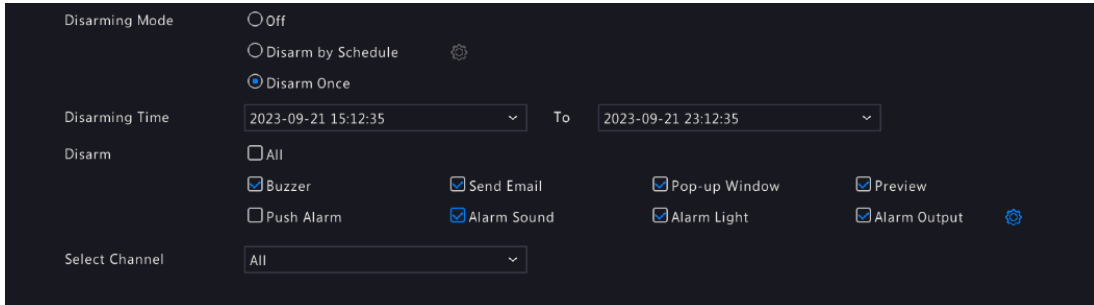 Disarming Mode Off
Disarm by Schedule
Disarm Once
Disarming Time 2023-09-21 15:12:35 To 2023-09-21 23:12:35
Disarm All
Buzzer Send Email Pop-up Window Preview
Push Alarm Alarm Sound Alarm Light Alarm Output
Select Channel All